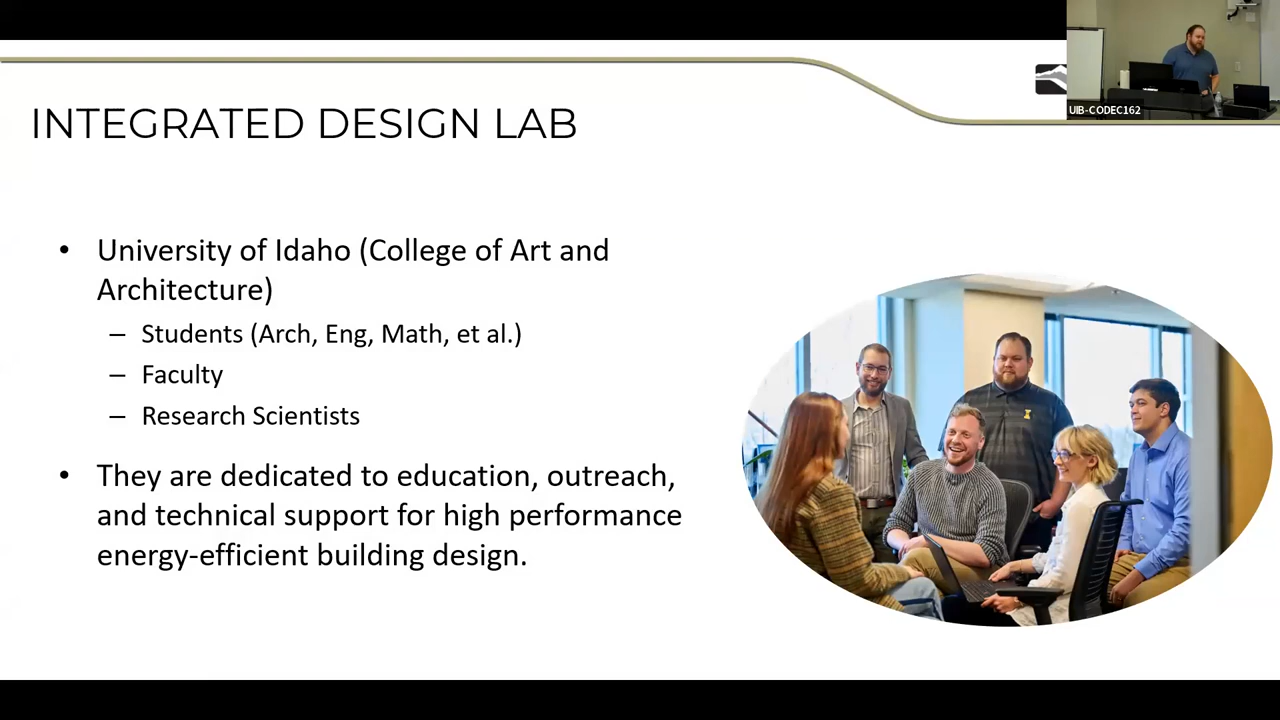 UIB-CODEC162
INTEGRATED DESIGN LAB
• University of Idaho (College of Art and
Architecture)
– Students (Arch, Eng, Math, et al.)
– Faculty
– Research Scientists
• They are dedicated to education, outreach,
and technical support for high performance
energy-efficient building design.